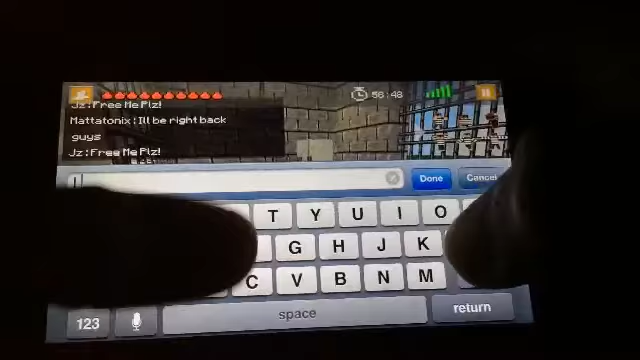 Jz:Free Me Plz!
56:48
Mattatonix:Ill be right back
guys
Jz:Free Me Plz!
I
Done
Cancel
T Y U I O
G H J K
C V B N M
123
space
return